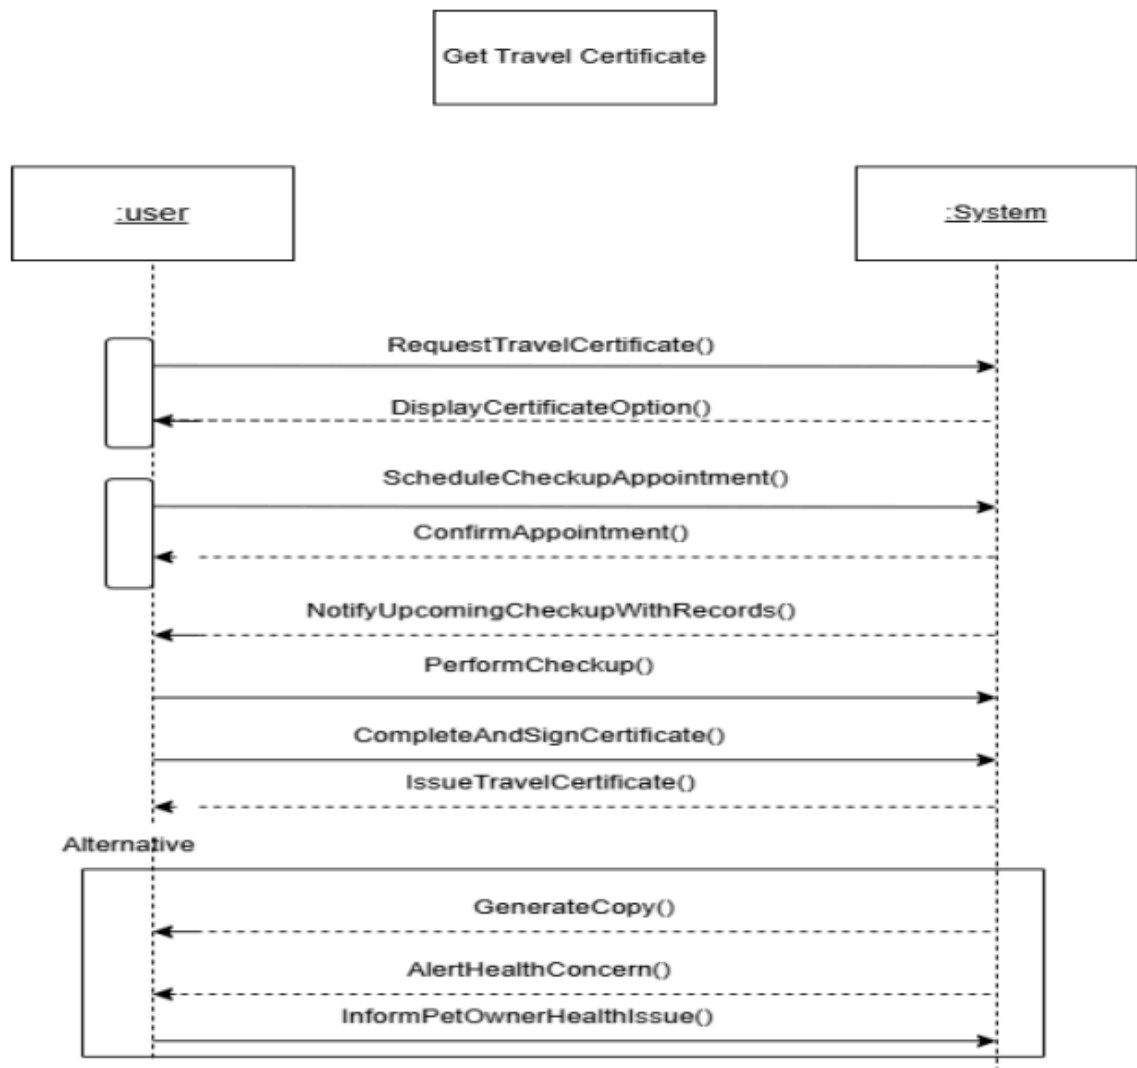 Get Travel Certificate
:user
:System
RequestTravelCertificate()
DisplayCertificateOption()
ScheduleCheckupAppointment()
ConfirmAppointment()
NotifyUpcomingCheckupWithRecords()
PerformCheckup()
CompleteAndSignCertificate()
IssueTravelCertificate()
Alternative
GenerateCopy()
AlertHealthConcern()
InformPetOwnerHealthIssue()